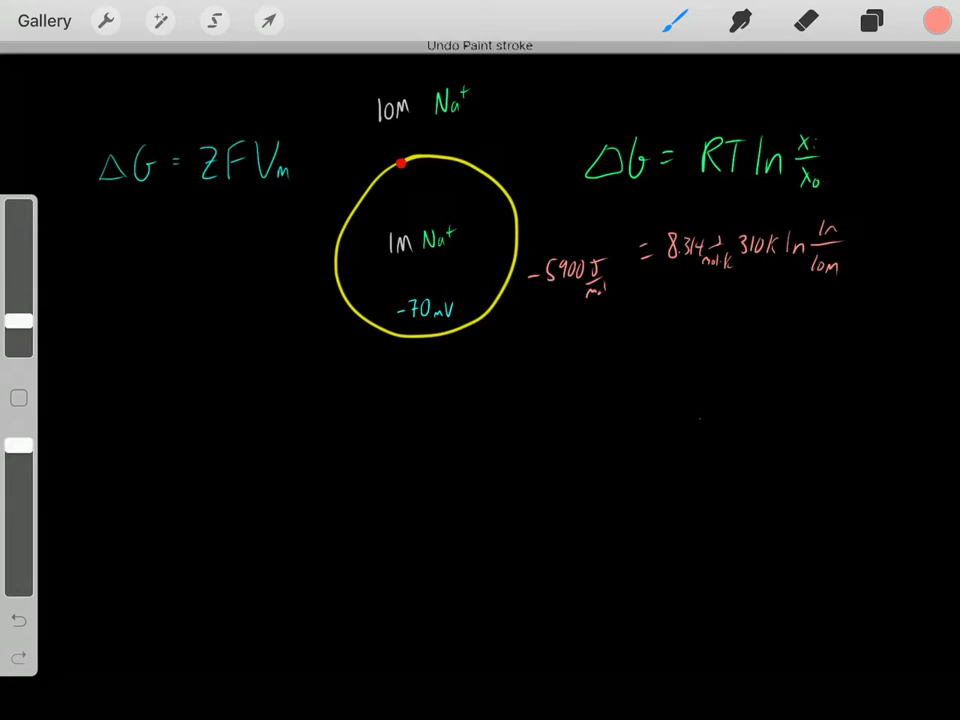 Gallery
Undo Paint stroke
10M Na⁺
ΔG = ZFVₘ
ΔG = RT ln xᵢ/x₀
1M Na⁺
-5900 J/mol = 8.314 J/mol·K 310K ln 1M/10M
-70mV